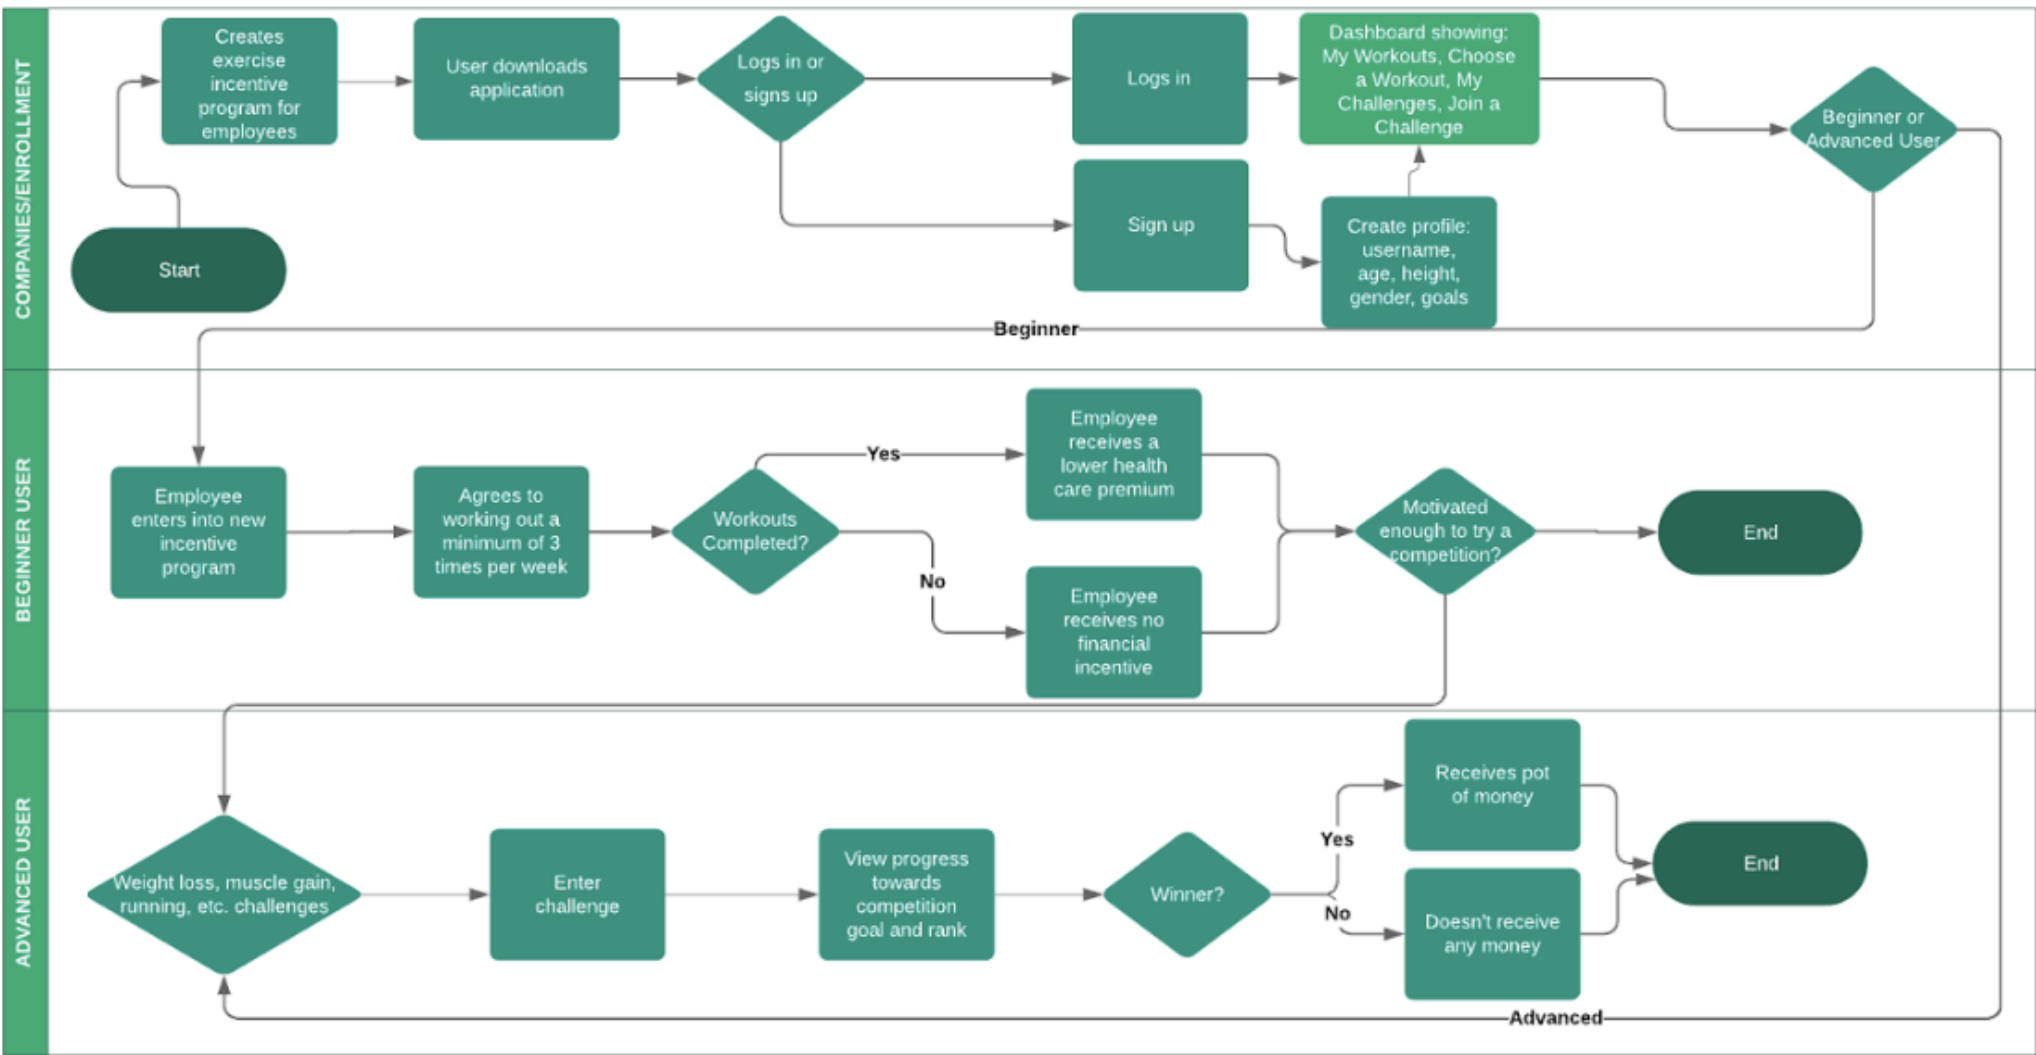 COMPANIES/ENROLLMENT
Start
Creates
exercise
incentive
program for
employees
User downloads
application
Logs in or
signs up
Logs in
Sign up
Create profile:
username,
age, height,
gender, goals
Dashboard showing:
My Workouts, Choose
a Workout, My
Challenges, Join a
Challenge
Beginner or
Advanced User
Beginner
BEGINNER USER
Employee
enters into new
incentive
program
Agrees to
working out a
minimum of 3
times per week
Workouts
Completed?
Yes
No
Employee
receives a
lower health
care premium
Employee
receives no
financial
incentive
Motivated
enough to try a
competition?
End
ADVANCED USER
Weight loss, muscle gain,
running, etc. challenges
Enter
challenge
View progress
towards
competition
goal and rank
Winner?
Yes
No
Receives pot
of money
Doesn't receive
any money
End
Advanced